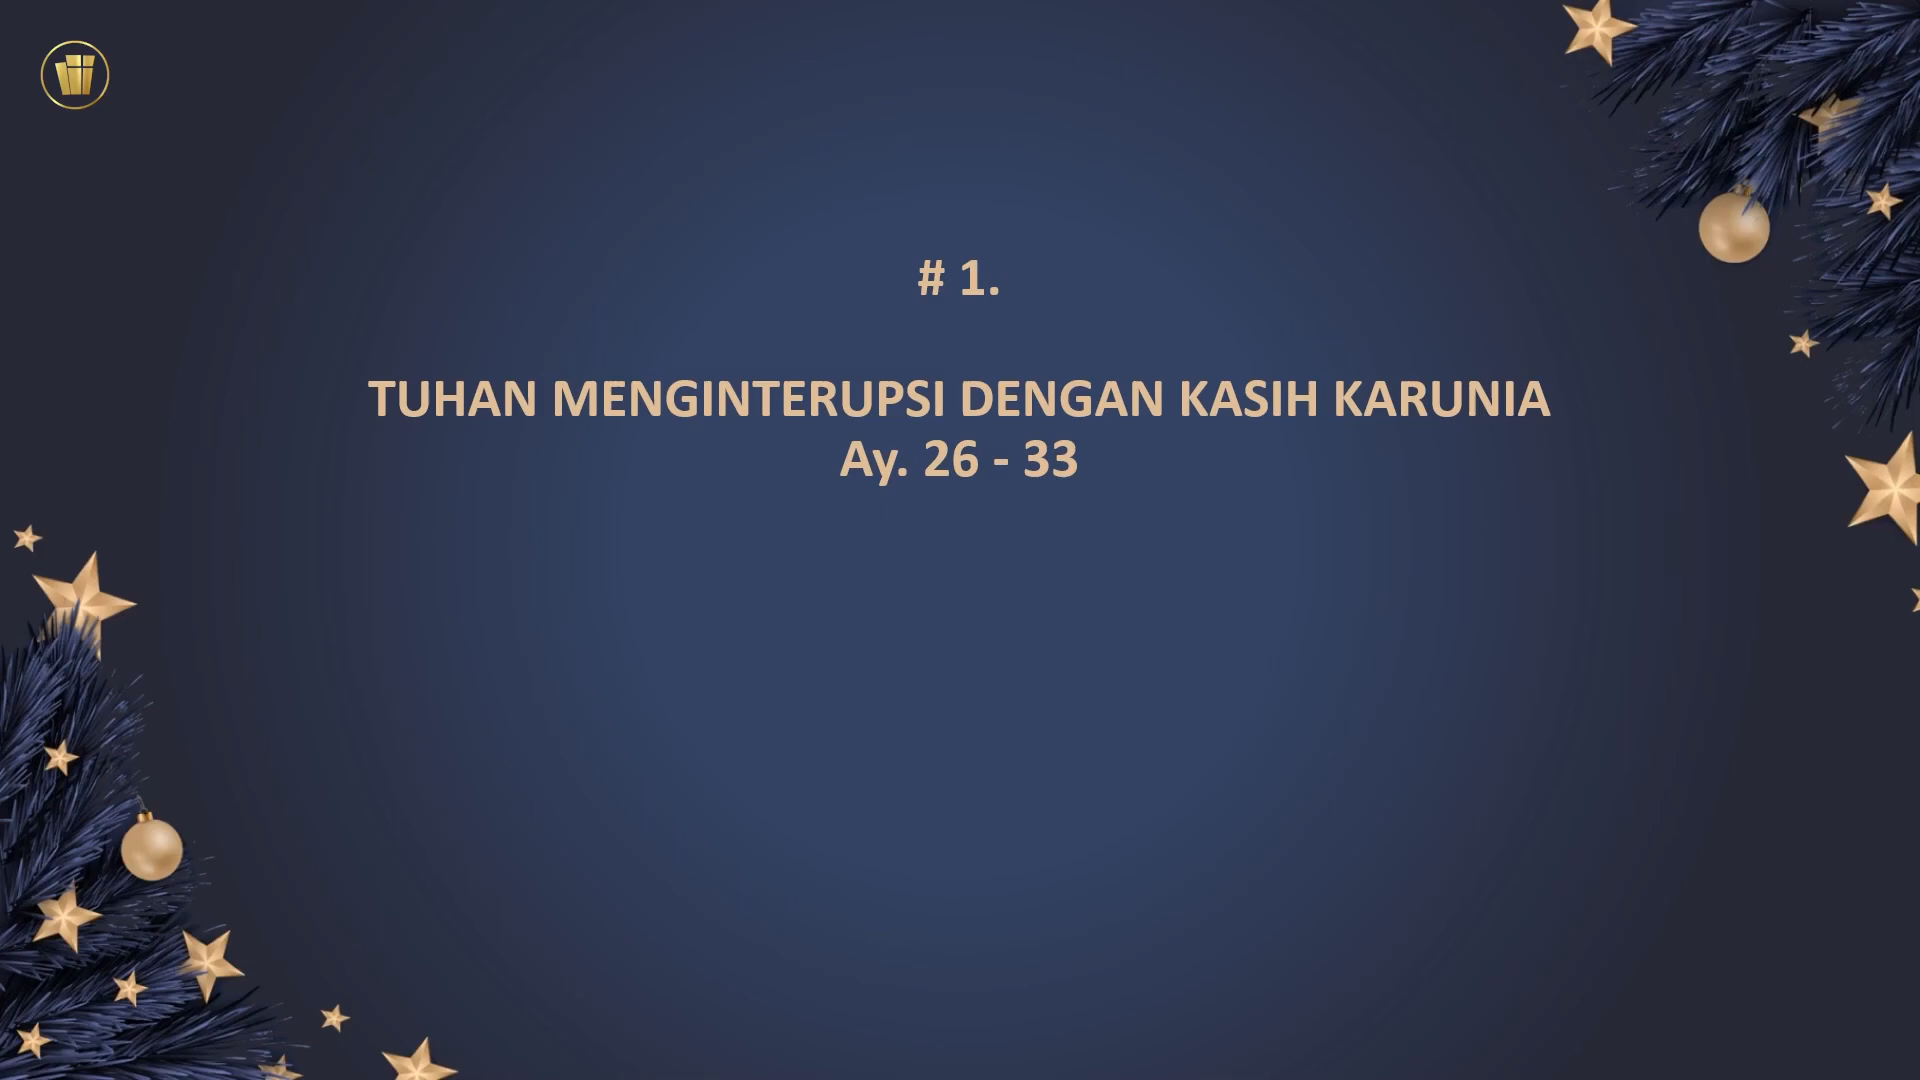 # 1.
TUHAN MENGINTERUPSI DENGAN KASIH KARUNIA
Ay. 26 - 33